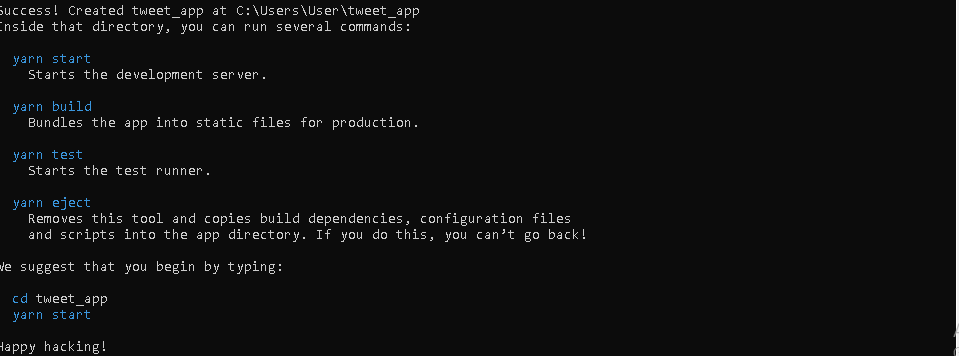 Success! Created tweet_app at C:\Users\User\tweet_app
Inside that directory, you can run several commands:

  yarn start
    Starts the development server.

  yarn build
    Bundles the app into static files for production.

  yarn test
    Starts the test runner.

  yarn eject
    Removes this tool and copies build dependencies, configuration files
    and scripts into the app directory. If you do this, you can’t go back!

We suggest that you begin by typing:

  cd tweet_app
  yarn start

Happy hacking!